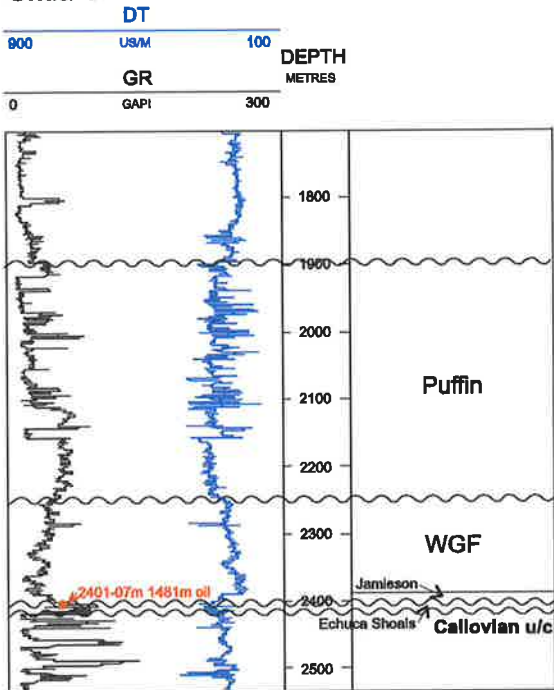 DT
900 US/M 100
DEPTH
METRES
GR
0 GAPI 300
1800
1900
2000
2100
Puffin
2200
2300
WGF
Jamieson
2401-07m 1481m oil
2400
Echuca Shoals
Callovian u/c
2500